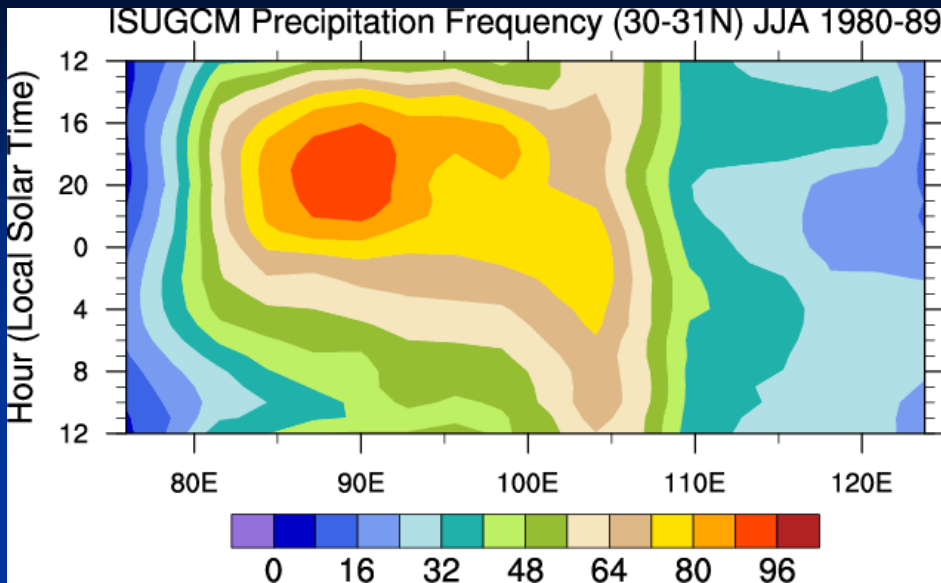 ISUGCM Precipitation Frequency (30-31N) JJA 1980-89
Hour (Local Solar Time)
12
16
20
0
4
8
12
80E 90E 100E 110E 120E
0 16 32 48 64 80 96